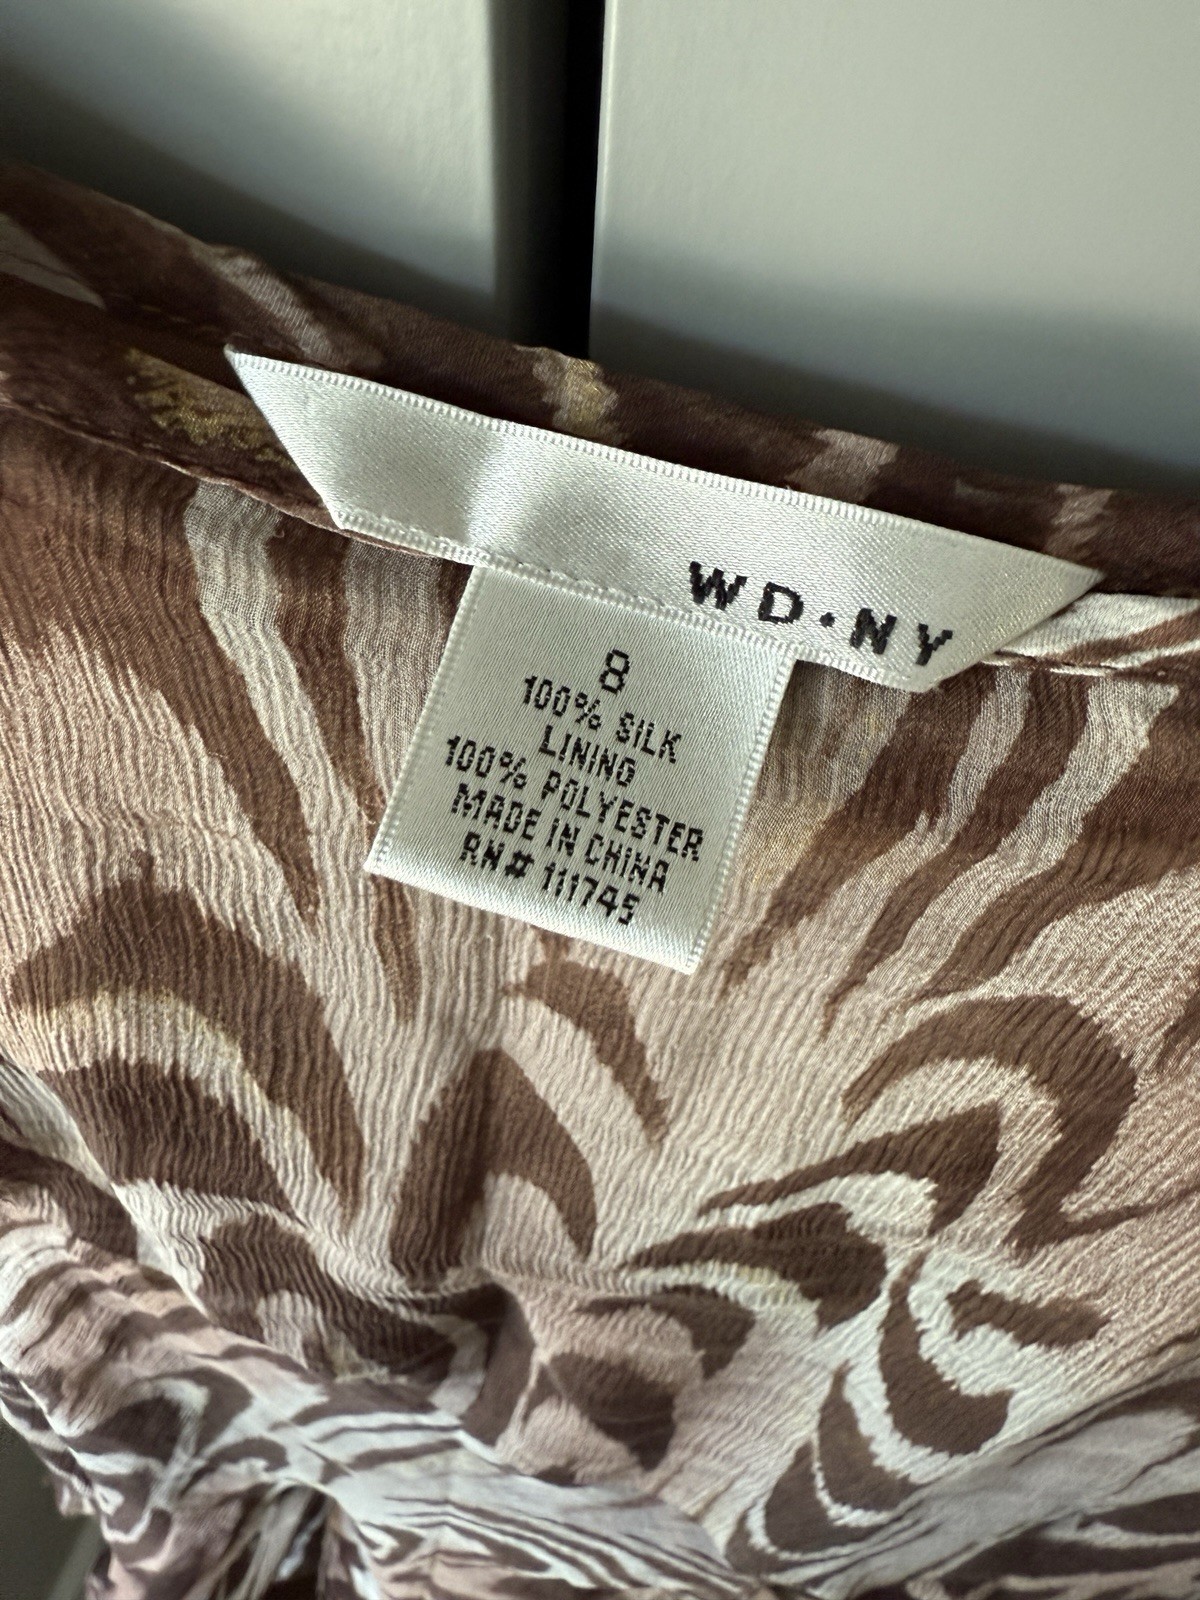 WD•NY
8
100% SILK
LINING
100% POLYESTER
MADE IN CHINA
RN# 111745